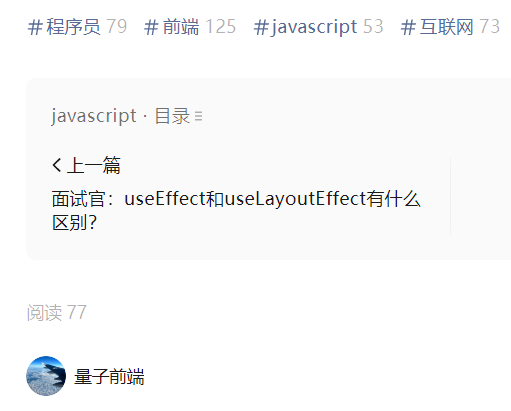 #程序员 79 #前端 125 #javascript 53 #互联网 73
javascript · 目录
上一篇
面试官：useEffect和useLayoutEffect有什么
区别？
阅读 77
量子前端